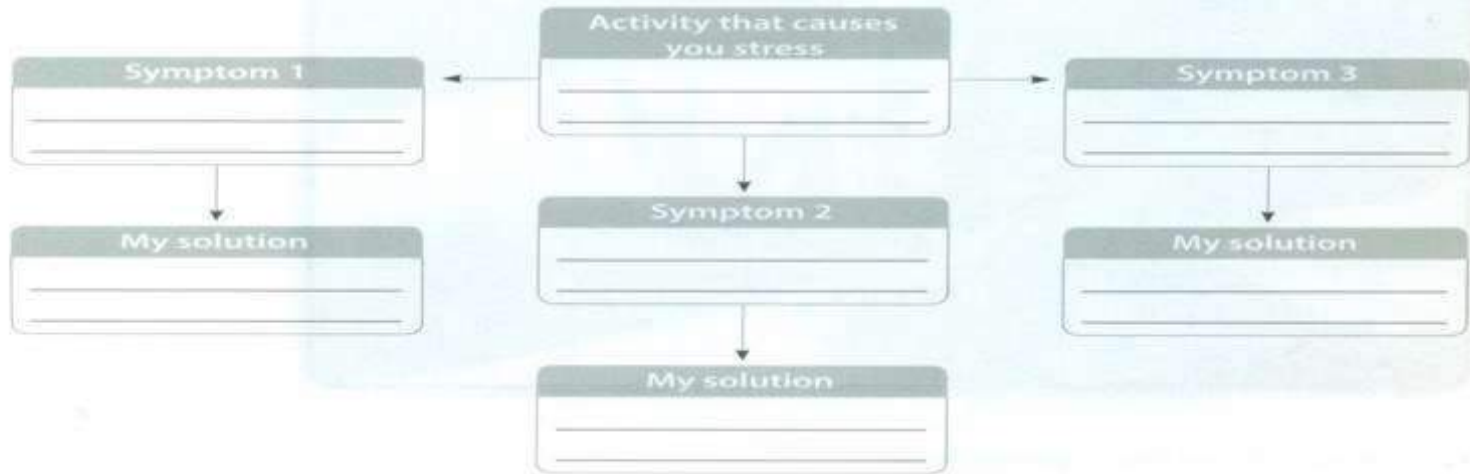 Activity that causes
you stress
Symptom 1
Symptom 3
Symptom 2
My solution
My solution
My solution